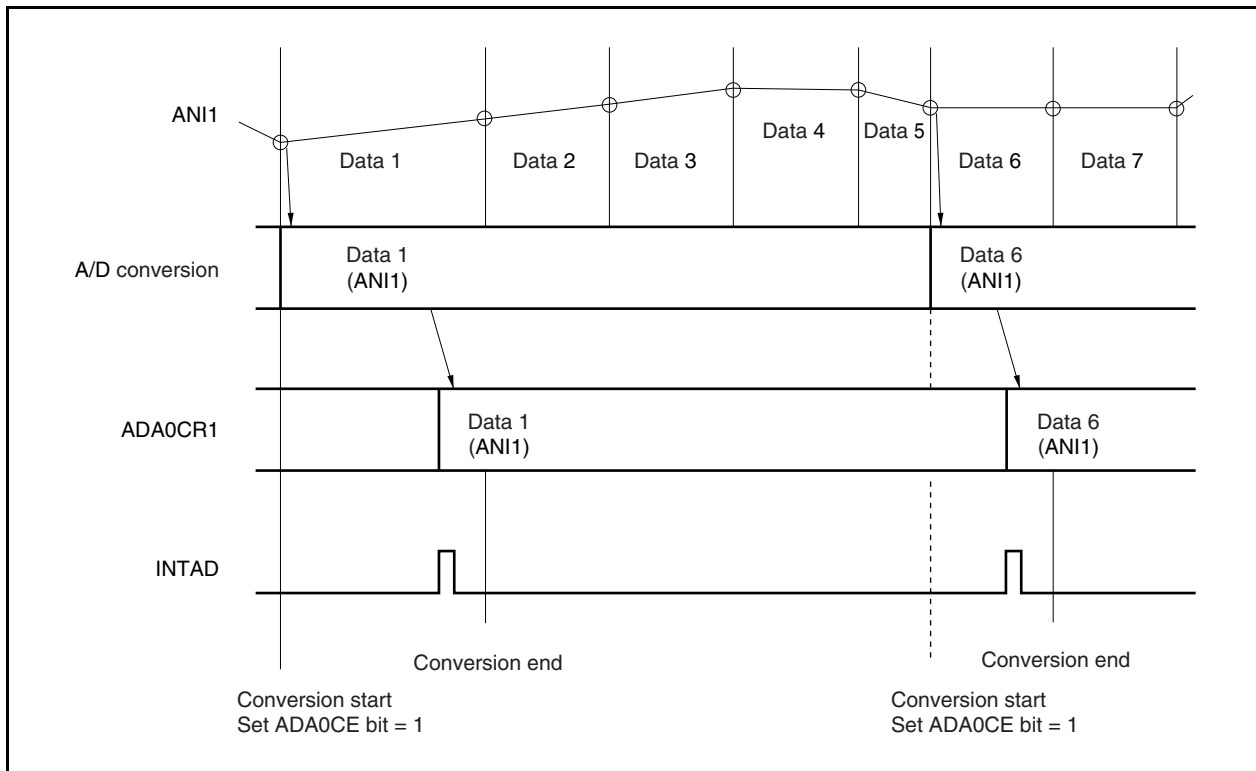 ANI1
Data 1
Data 2
Data 3
Data 4
Data 5
Data 6
Data 7
A/D conversion
Data 1
(ANI1)
Data 6
(ANI1)
ADA0CR1
Data 1
(ANI1)
Data 6
(ANI1)
INTAD
Conversion end
Conversion end
Conversion start
Set ADA0CE bit = 1
Conversion start
Set ADA0CE bit = 1